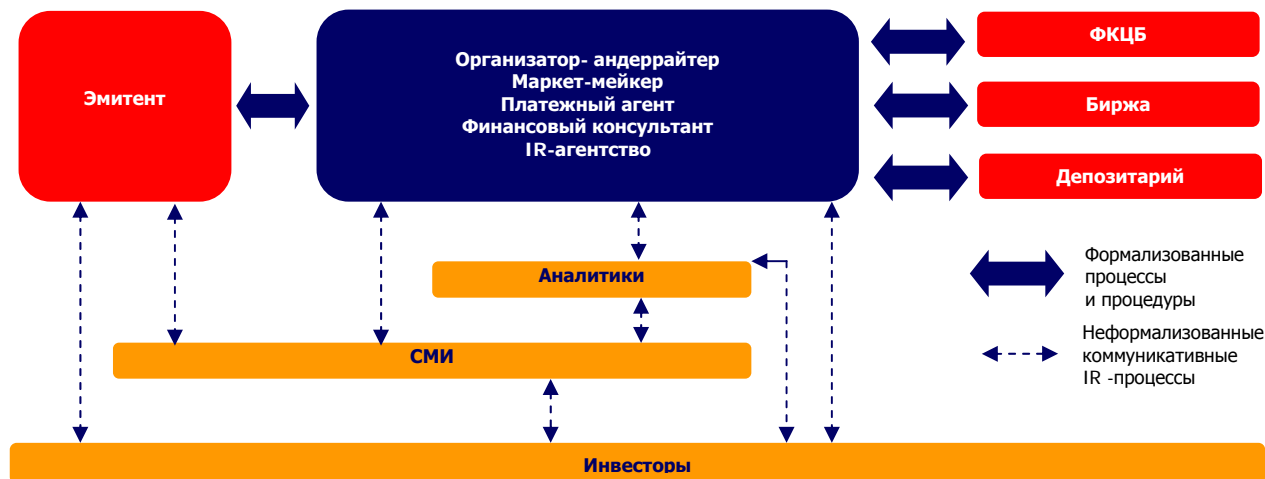 Эмитент
Организатор- андеррайтер
Маркет-мейкер
Платежный агент
Финансовый консультант
IR-агентство
ФКЦБ
Биржа
Депозитарий
Аналитики
СМИ
Инвесторы
Формализованные
процессы
и процедуры
Неформализованные
коммуникативные
IR -процессы